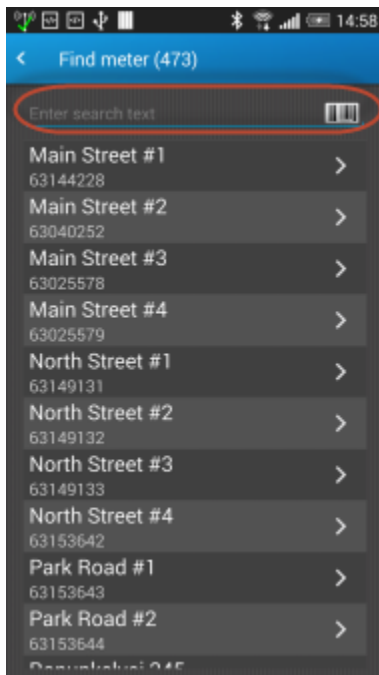 14:58
Find meter (473)
Enter search text
Main Street #1
63144228
Main Street #2
63040252
Main Street #3
63025578
Main Street #4
63025579
North Street #1
63149131
North Street #2
63149132
North Street #3
63149133
North Street #4
63153642
Park Road #1
63153643
Park Road #2
63153644